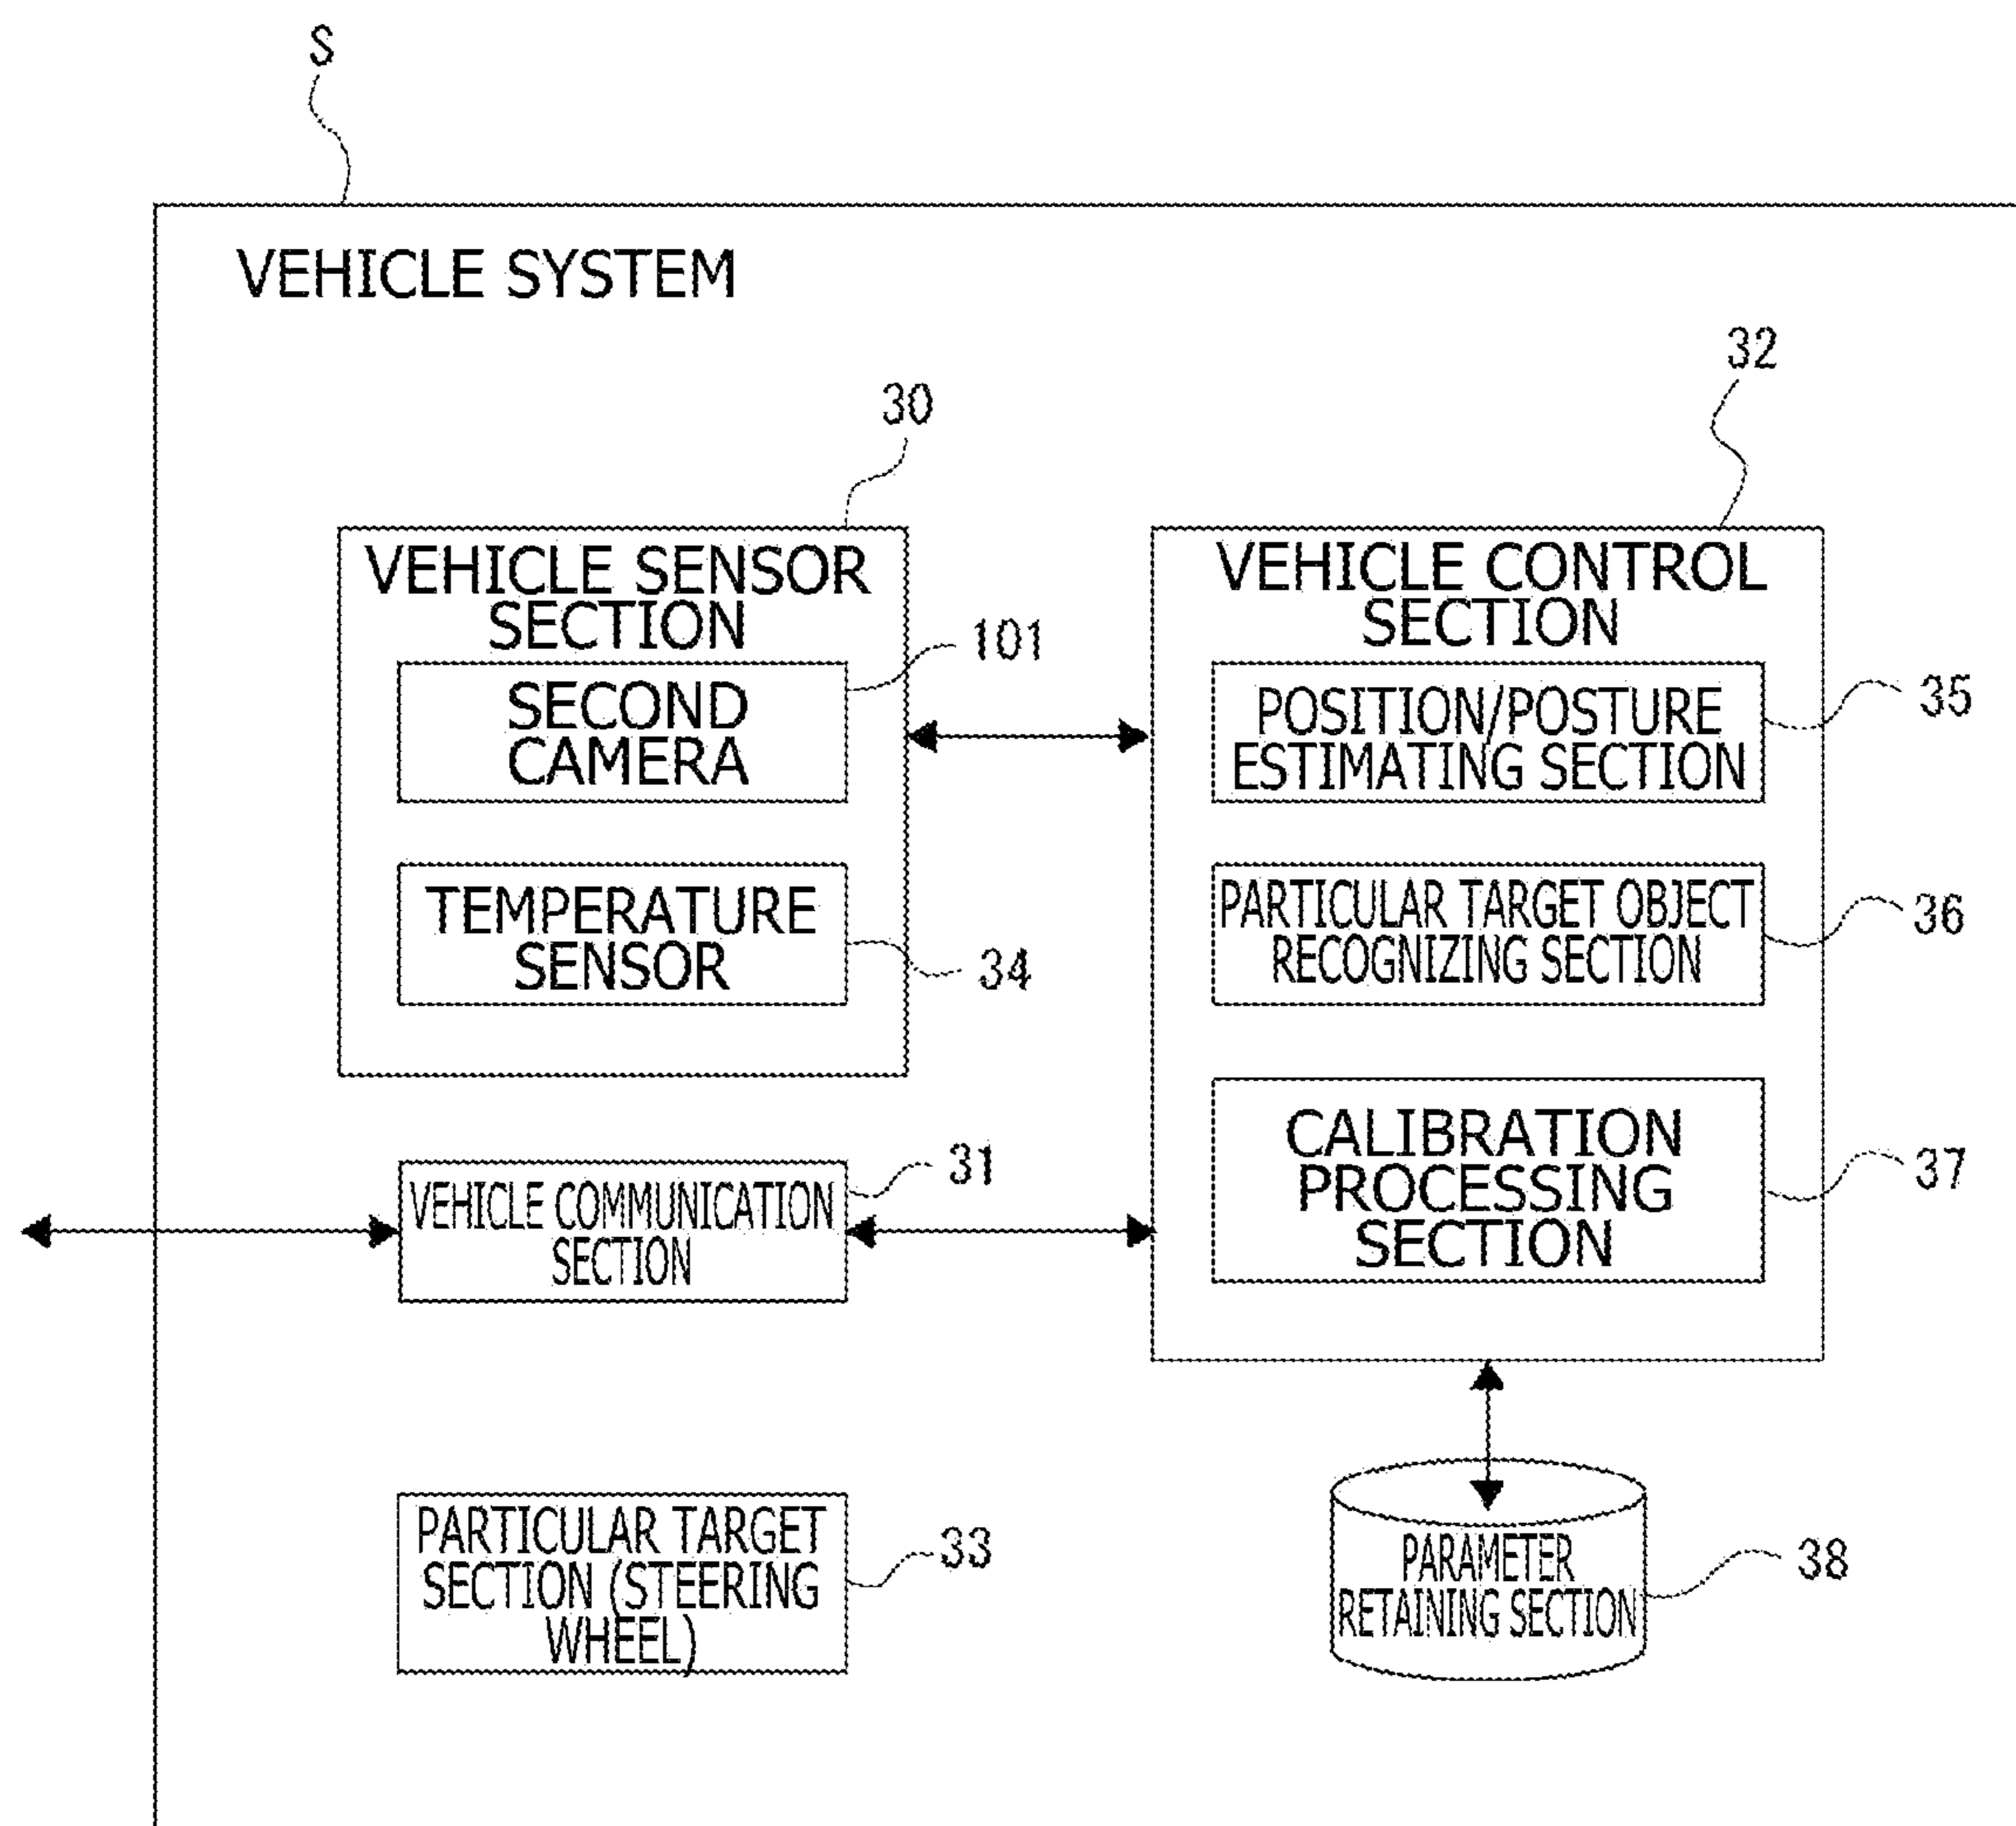 S
VEHICLE SYSTEM
30
32
VEHICLE SENSOR
SECTION
101
SECOND
CAMERA
TEMPERATURE
SENSOR
34
VEHICLE CONTROL
SECTION
POSITION/POSTURE
ESTIMATING SECTION
35
PARTICULAR TARGET OBJECT
RECOGNIZING SECTION
36
CALIBRATION
PROCESSING
SECTION
37
31
VEHICLE COMMUNICATION
SECTION
PARTICULAR TARGET
SECTION (STEERING
WHEEL)
33
PARAMETER
RETAINING SECTION
38